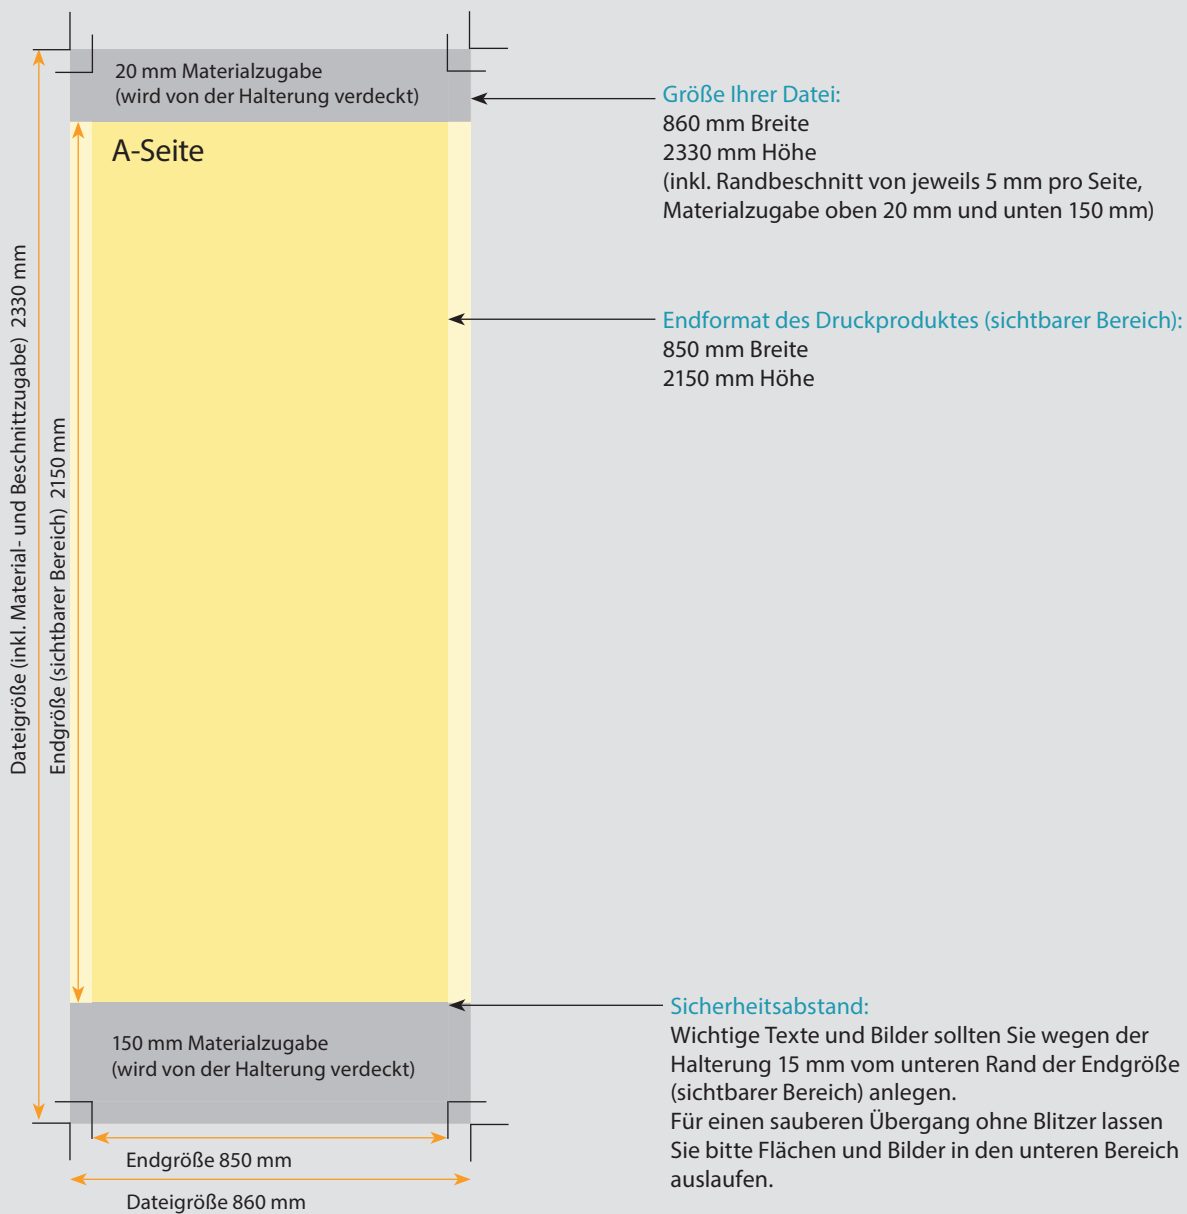 20 mm Materialzugabe
(wird von der Halterung verdeckt)
A-Seite
Größe Ihrer Datei:
860 mm Breite
2330 mm Höhe
(inkl. Randbeschnitt von jeweils 5 mm pro Seite,
Materialzugabe oben 20 mm und unten 150 mm)
Endformat des Druckproduktes (sichtbarer Bereich):
850 mm Breite
2150 mm Höhe
Dateigröße (inkl. Material- und Beschnittzugabe) 2330 mm
Endgröße (sichtbarer Bereich) 2150 mm
Sicherheitsabstand:
Wichtige Texte und Bilder sollten Sie wegen der
Halterung 15 mm vom unteren Rand der Endgröße
(sichtbarer Bereich) anlegen.
Für einen sauberen Übergang ohne Blitzer lassen
Sie bitte Flächen und Bilder in den unteren Bereich
auslaufen.
150 mm Materialzugabe
(wird von der Halterung verdeckt)
Endgröße 850 mm
Dateigröße 860 mm